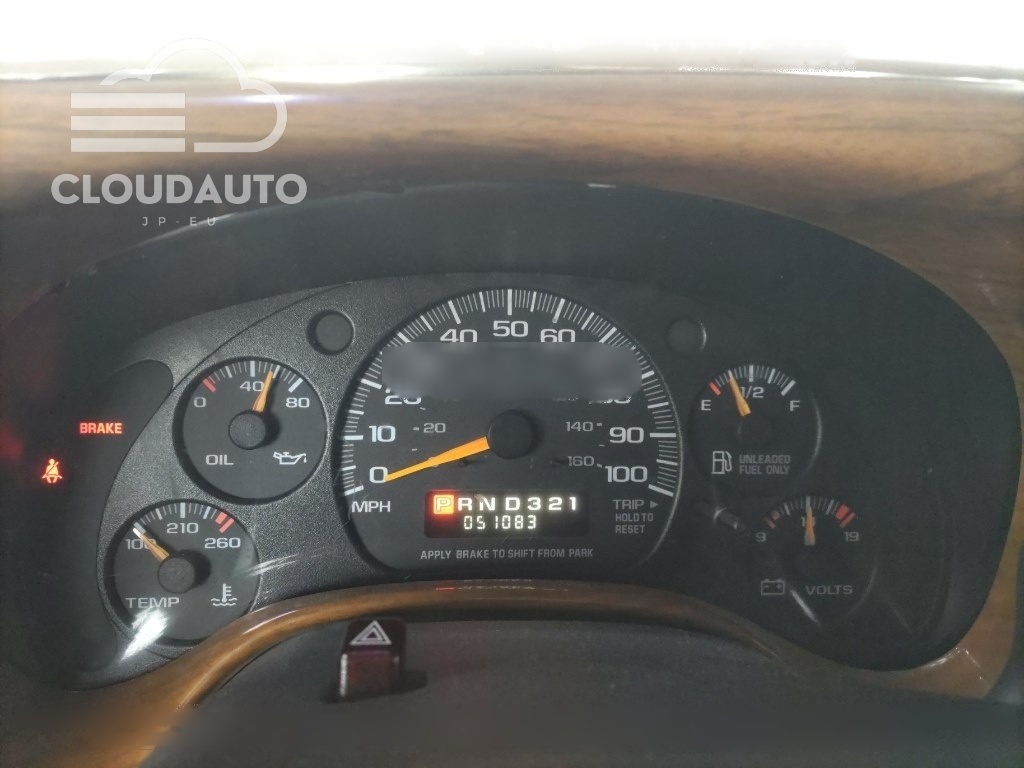 CLOUDAUTO
JP-EU
40 50 60
20
10 20 140 90
0 160 100
MPH
TRIP ▶
HOLD TO
RESET
PRND321
051083
APPLY BRAKE TO SHIFT FROM PARK
BRAKE
0 40 80
OIL
100 210 260
TEMP
E 1/2 F
UNLEADED
FUEL ONLY
9 19
VOLTS